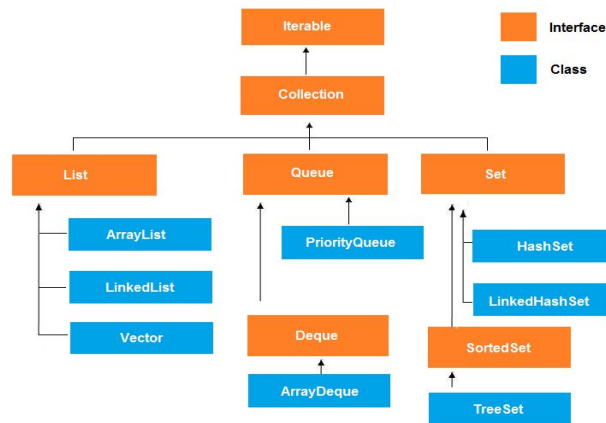 Iterable
Interface
Class
Collection
List
Queue
Set
ArrayList
PriorityQueue
HashSet
LinkedList
LinkedHashSet
Vector
Deque
SortedSet
ArrayDeque
TreeSet